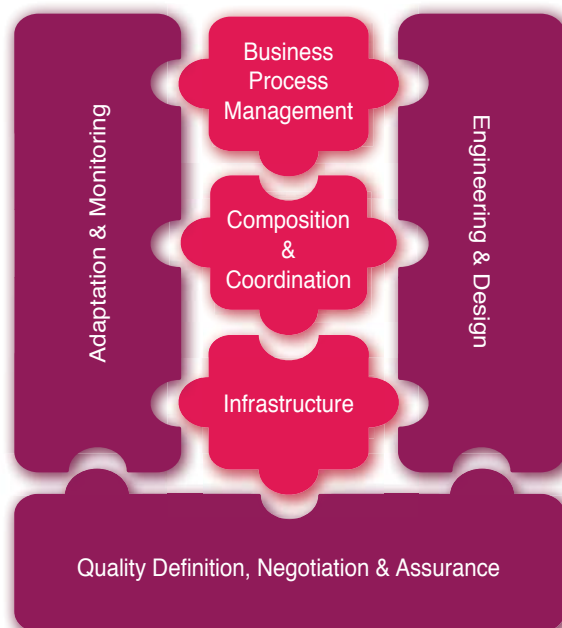 Business
Process
Management
Adaptation & Monitoring
Engineering & Design
Composition
&
Coordination
Infrastructure
Quality Definition, Negotiation & Assurance